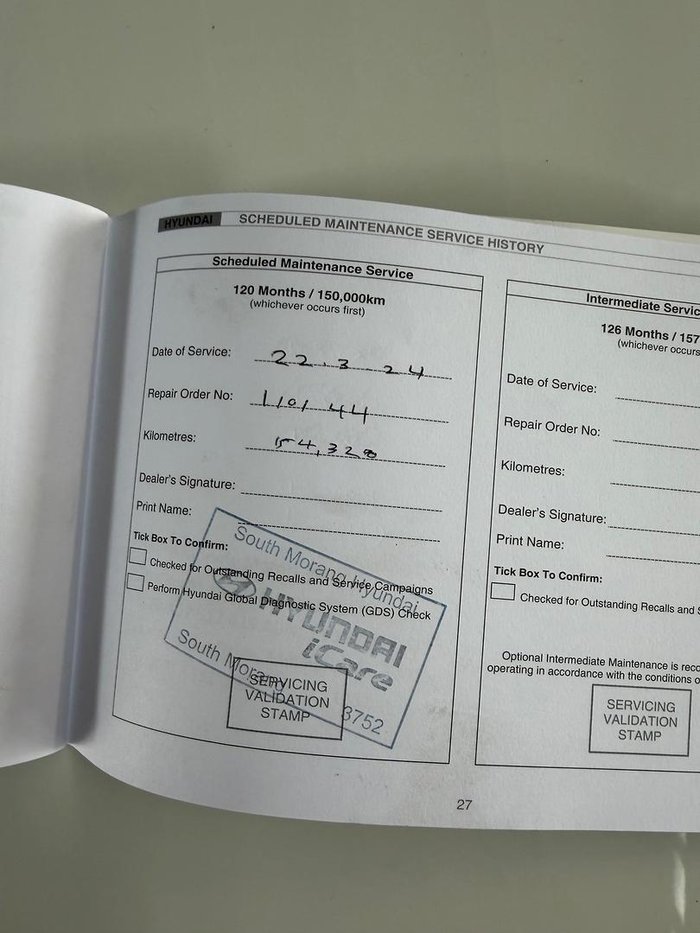 HYUNDAI SCHEDULED MAINTENANCE SERVICE HISTORY
Scheduled Maintenance Service
120 Months / 150,000km
(whichever occurs first)
Date of Service: 22.3-24
Repair Order No:
Kilometres: 54,328
Dealer's Signature:
Print Name:
Tick Box To Confirm:
Checked for Outstanding Recalls and Service Campaigns
Perform Hyundai Global Diagnostic System (GDS) Check
South Morang Hyundai
HYUNDAI
iCare
South Morang 3752
SERVICING
VALIDATION
STAMP
Intermediate Servic
126 Months / 157
(whichever occurs
Date of Service:
Repair Order No:
Kilometres:
Dealer's Signature:
Print Name:
Tick Box To Confirm:
Checked for Outstanding Recalls and S
Optional Intermediate Maintenance is rec
operating in accordance with the conditions o
SERVICING
VALIDATION
STAMP
27